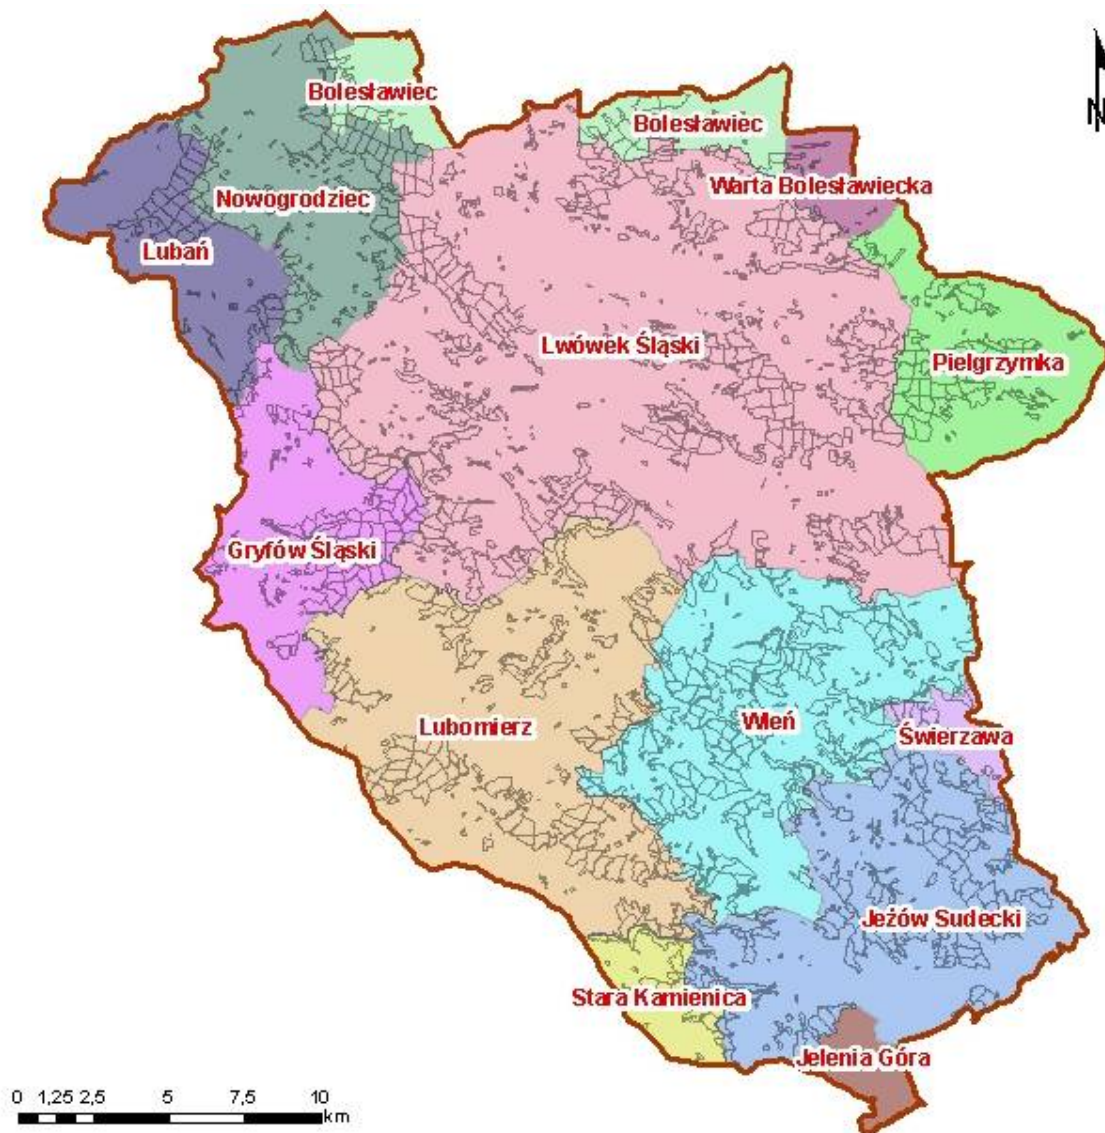 N
Bolesławiec
Bolesławiec
Warta Bolesławiecka
Nowogrodziec
Lubań
Lwówek Śląski
Pielgrzymka
Gryfów Śląski
Lubomierz
Wleń
Świerzawa
Jeżów Sudecki
Stara Kamienica
Jelenia Góra
0 1,25 2,5 5 7,5 10
km